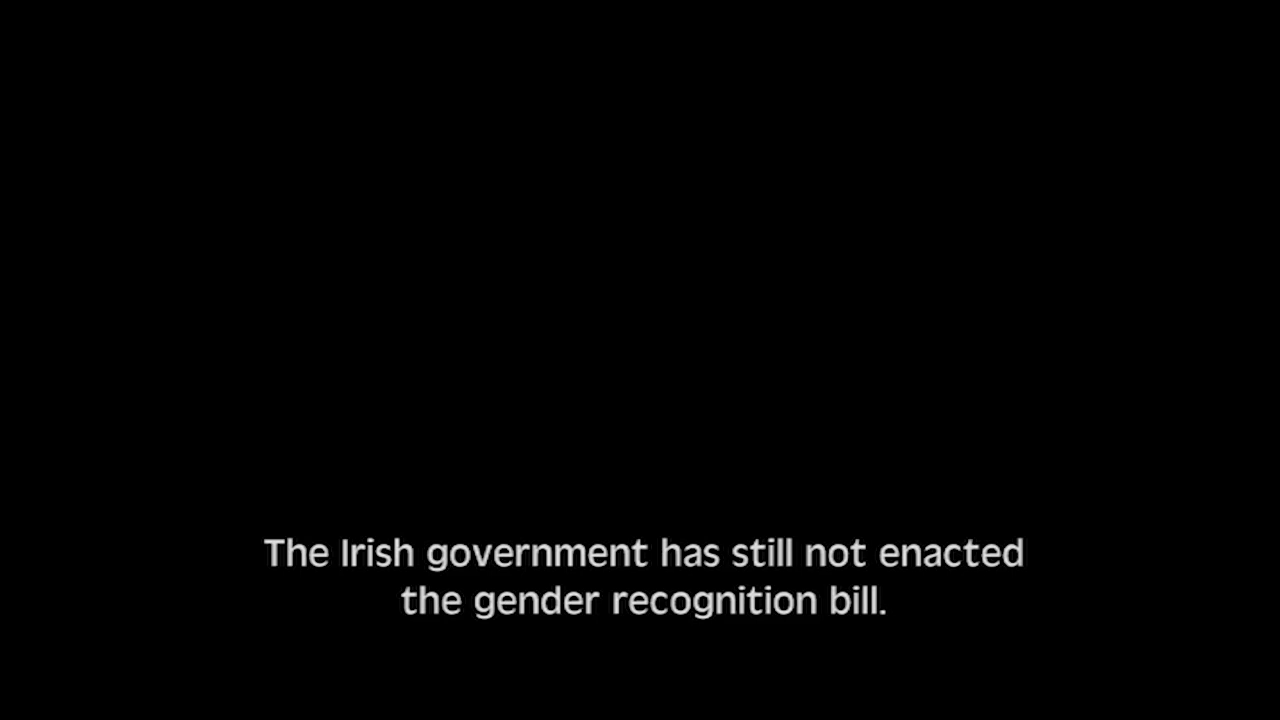 The Irish government has still not enacted
the gender recognition bill.